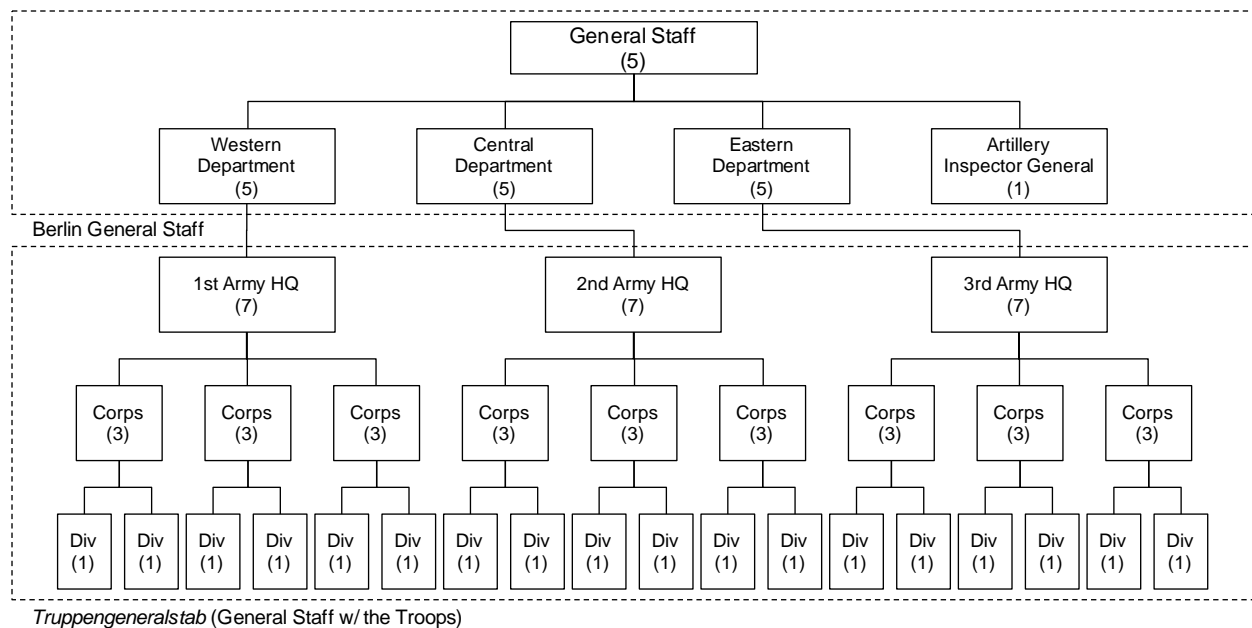 General Staff
(5)
Western
Department
(5)
Central
Department
(5)
Eastern
Department
(5)
Artillery
Inspector General
(1)
Berlin General Staff
1st Army HQ
(7)
2nd Army HQ
(7)
3rd Army HQ
(7)
Corps
(3)
Corps
(3)
Corps
(3)
Corps
(3)
Corps
(3)
Corps
(3)
Corps
(3)
Corps
(3)
Corps
(3)
Div
(1)
Div
(1)
Div
(1)
Div
(1)
Div
(1)
Div
(1)
Div
(1)
Div
(1)
Div
(1)
Div
(1)
Div
(1)
Div
(1)
Div
(1)
Div
(1)
Div
(1)
Div
(1)
Div
(1)
Div
(1)
Truppengeneralstab (General Staff w/ the Troops)